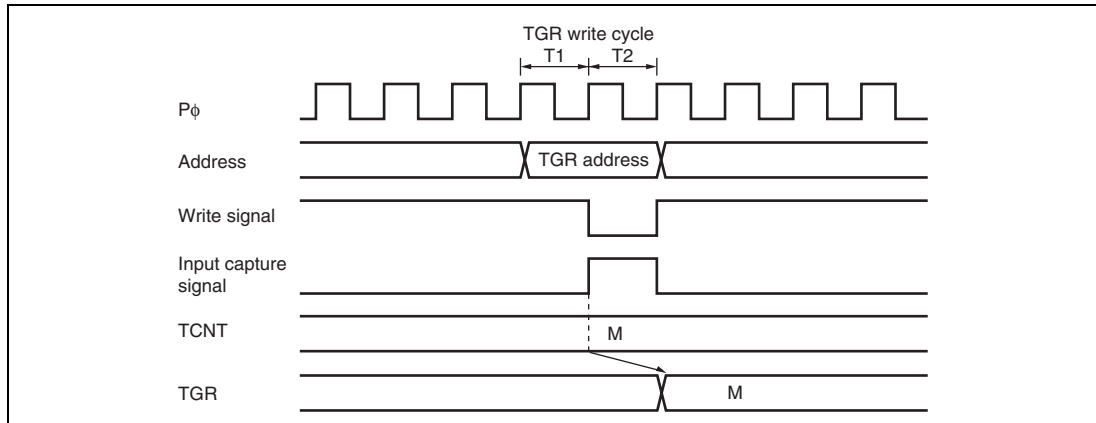 TGR write cycle
T1 T2
Pϕ
Address
TGR address
Write signal
Input capture
signal
TCNT
M
TGR
M